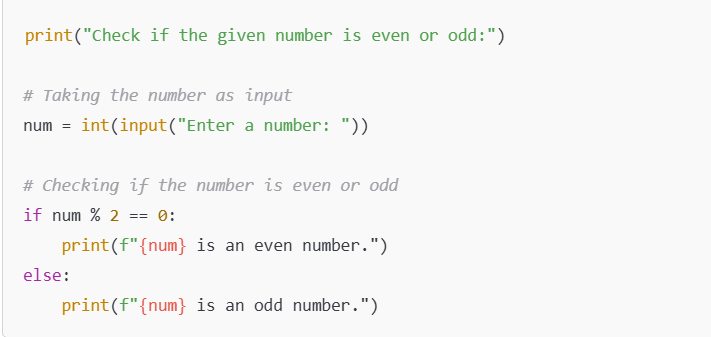 print("Check if the given number is even or odd:")
# Taking the number as input
num = int(input("Enter a number: "))
# Checking if the number is even or odd
if num % 2 == 0:
    print(f"{num} is an even number.")
else:
    print(f"{num} is an odd number.")